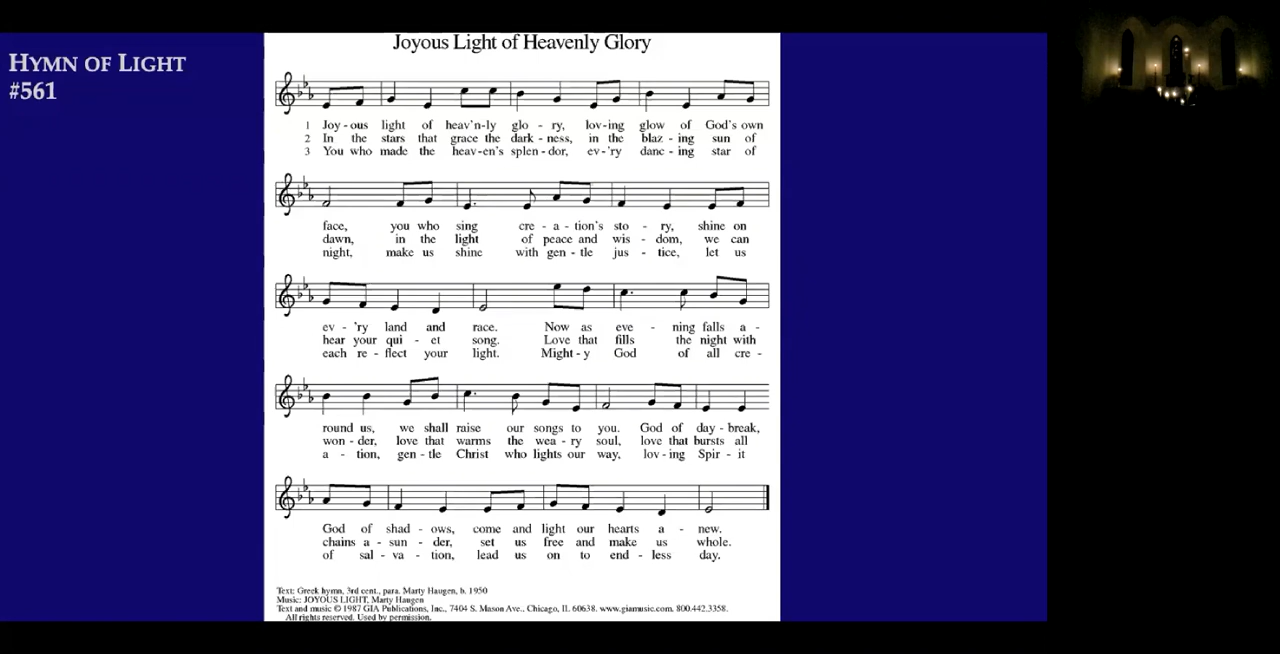 HYMN OF LIGHT
#561
Joyous Light of Heavenly Glory
1 Joy - ous light of heav'n-ly glo - ry, lov-ing glow of God's own
2 In the stars that grace the dark - ness, in the blaz - ing sun of
3 You who made the heav-en's splen - dor, ev-'ry danc - ing star of
face, you who sing cre - a - tion's sto - ry, shine on
dawn, in the light of peace and wis - dom, we can
night, make us shine with gen - tle jus - tice, let us
ev - 'ry land and race. Now as eve - ning falls a -
hear your qui - et song. Love that fills the night with
each re - flect your light. Might - y God of all cre -
round us, we shall raise our songs to you. God of day - break,
won - der, love that warms the wea - ry soul, love that bursts all
a - tion, gen - tle Christ who lights our way, lov - ing Spir - it
God of shad - ows, come and light our hearts a - new.
chains a - sun - der, set us free and make us whole.
of sal - va - tion, lead us on to end - less day.
Text: Greek hymn, 3rd cent., para. Marty Haugen, b. 1950
Music: JOYOUS LIGHT, Marty Haugen
Text and music © 1987 GIA Publications, Inc., 7404 S. Mason Ave., Chicago, IL 60638. www.giamusic.com. 800.442.3358.
All rights reserved. Used by permission.